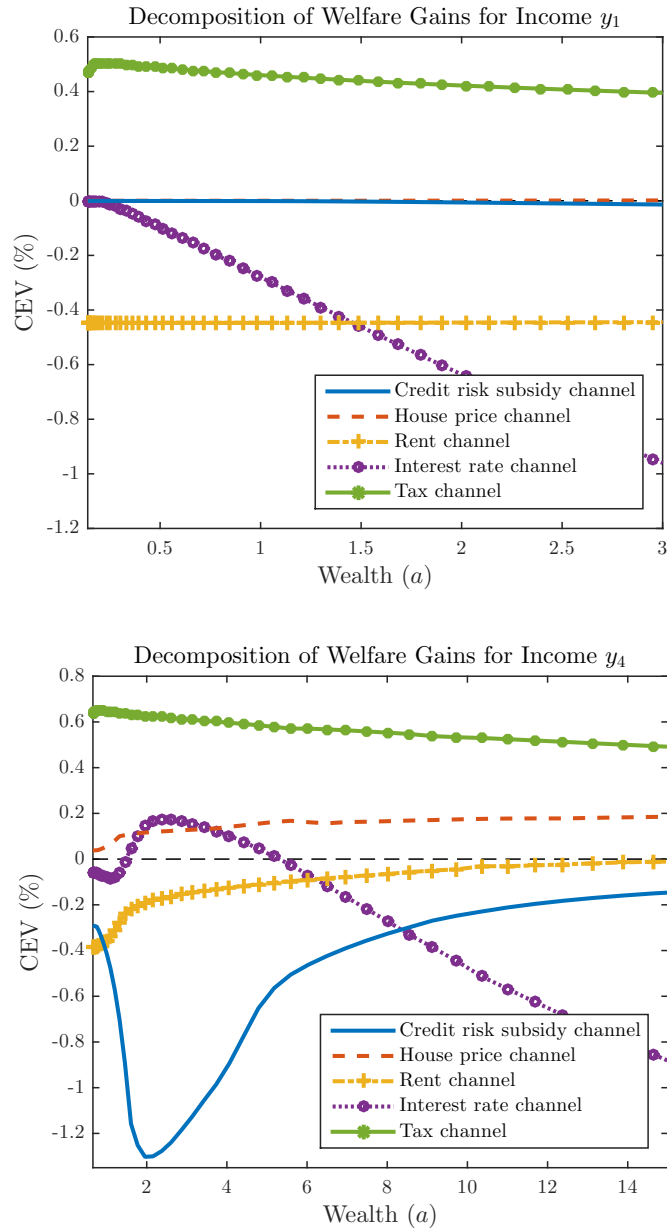 Decomposition of Welfare Gains for Income y₁
0.6
0.4
0.2
0
-0.2
-0.4
-0.6
-0.8
-1
-1.2
CEV (%)
Credit risk subsidy channel
House price channel
Rent channel
Interest rate channel
Tax channel
0.5 1 1.5 2 2.5 3
Wealth (a)
Decomposition of Welfare Gains for Income y₄
0.8
0.6
0.4
0.2
0
-0.2
-0.4
-0.6
-0.8
-1
-1.2
CEV (%)
Credit risk subsidy channel
House price channel
Rent channel
Interest rate channel
Tax channel
2 4 6 8 10 12 14
Wealth (a)